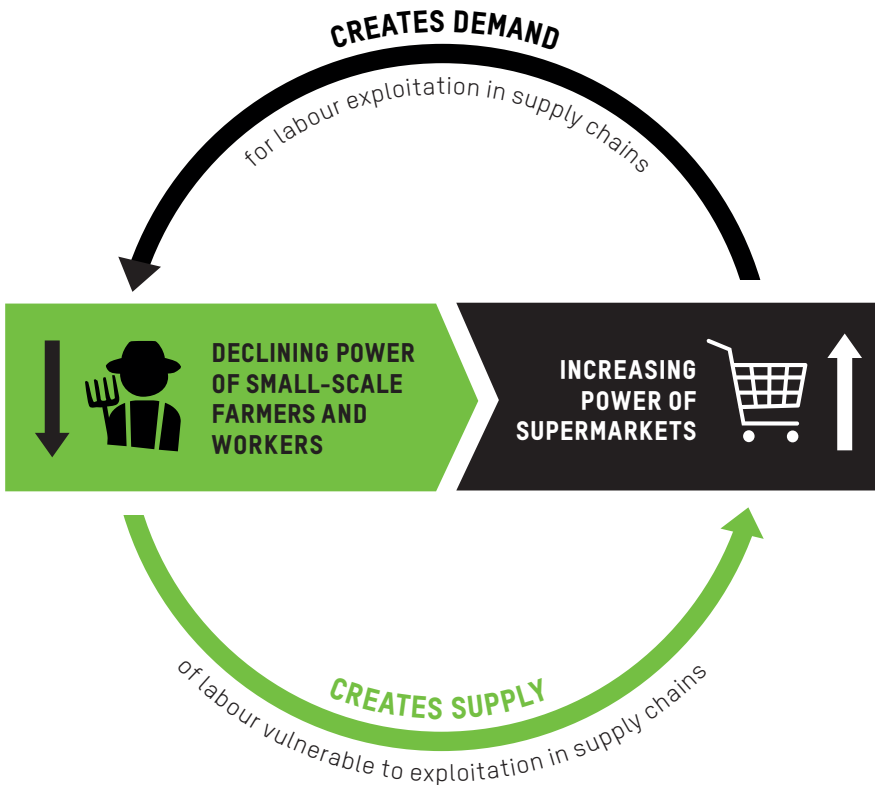 CREATES DEMAND
for labour exploitation in supply chains
DECLINING POWER
OF SMALL-SCALE
FARMERS AND
WORKERS
INCREASING
POWER OF
SUPERMARKETS
CREATES SUPPLY
of labour vulnerable to exploitation in supply chains